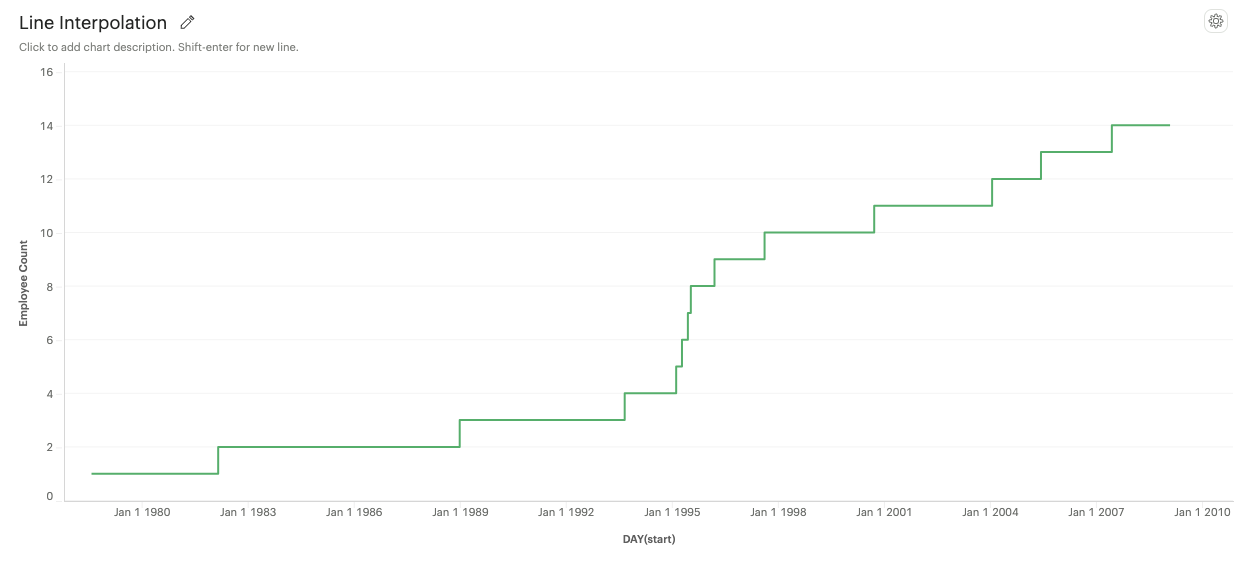 Line Interpolation
Click to add chart description. Shift-enter for new line.
16
14
12
10
8
6
4
2
0
Employee Count
Jan 1 1980 Jan 1 1983 Jan 1 1986 Jan 1 1989 Jan 1 1992 Jan 1 1995 Jan 1 1998 Jan 1 2001 Jan 1 2004 Jan 1 2007 Jan 1 2010
DAY(start)